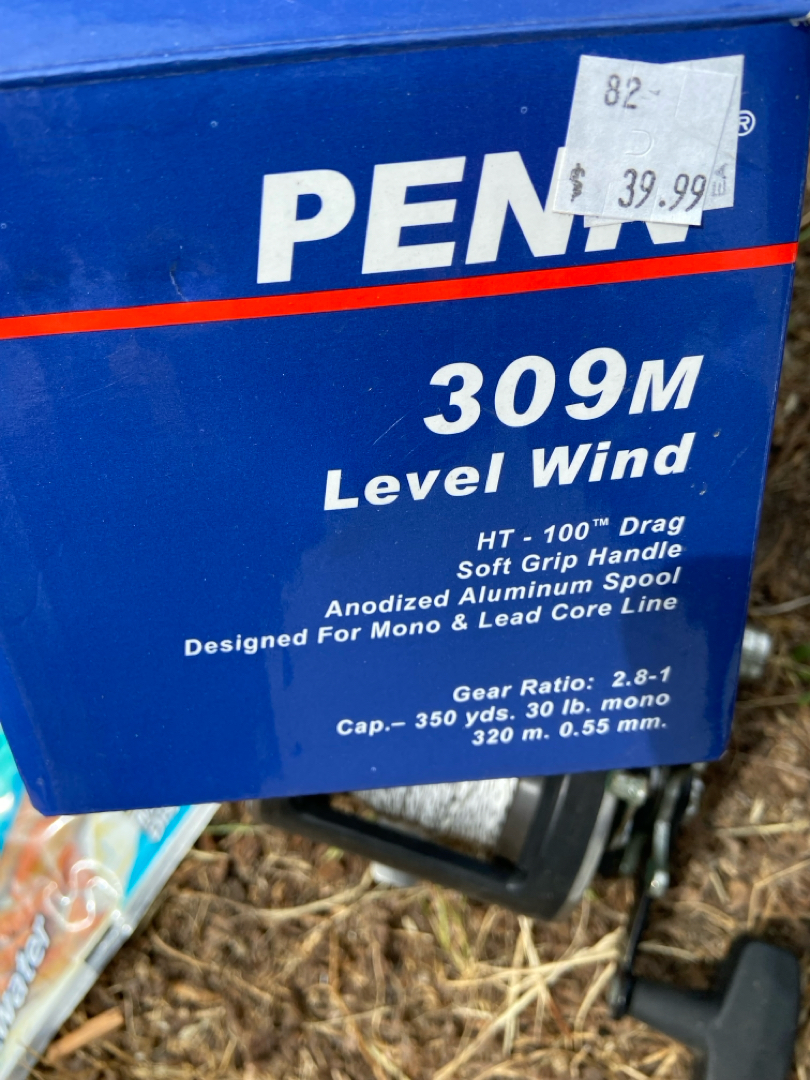 82-
$ 39.99
EA
PENN®
309M
Level Wind
HT - 100™ Drag
Soft Grip Handle
Anodized Aluminum Spool
Designed For Mono & Lead Core Line
Gear Ratio: 2.8-1
Cap.– 350 yds. 30 lb. mono
320 m. 0.55 mm.